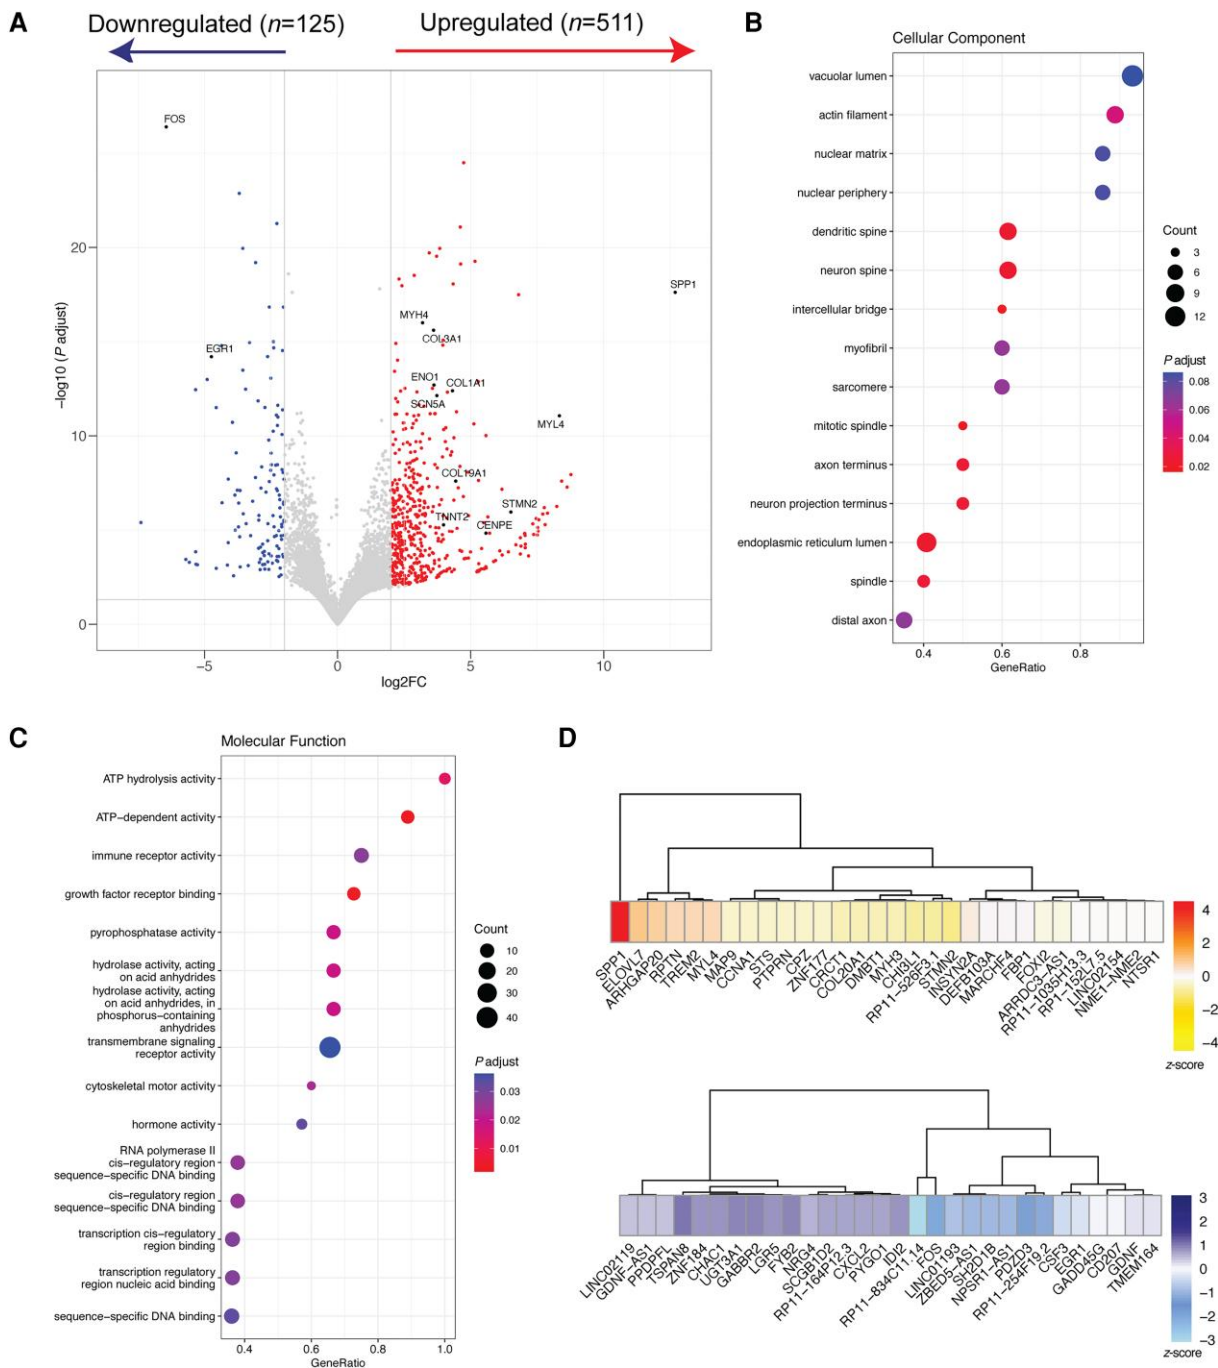 A
Downregulated (n=125)
Upregulated (n=511)
FOS
EGR1
SPP1
MYH4
COL3A1
ENO1
COL1A1
SCN5A
MYL4
COL19A1
STMN2
TNNT2
CENPE
20
10
0
−log10 (P adjust)
−5
0
5
10
log2FC
B
Cellular Component
vacuolar lumen
actin filament
nuclear matrix
nuclear periphery
dendritic spine
neuron spine
intercellular bridge
myofibril
sarcomere
mitotic spindle
axon terminus
neuron projection terminus
endoplasmic reticulum lumen
spindle
distal axon
0.4
0.6
0.8
GeneRatio
Count
3
6
9
12
P adjust
0.08
0.06
0.04
0.02
C
Molecular Function
ATP hydrolysis activity
ATP−dependent activity
immune receptor activity
growth factor receptor binding
pyrophosphatase activity
hydrolase activity, acting
on acid anhydrides
hydrolase activity, acting
on acid anhydrides, in
phosphorus−containing
anhydrides
transmembrane signaling
receptor activity
cytoskeletal motor activity
hormone activity
RNA polymerase II
cis−regulatory region
sequence−specific DNA binding
cis−regulatory region
sequence−specific DNA binding
transcription cis−regulatory
region binding
transcription regulatory
region nucleic acid binding
sequence−specific DNA binding
0.4
0.6
0.8
1.0
GeneRatio
Count
10
20
30
40
P adjust
0.03
0.02
0.01
D
SPP1
ELOVL7
ARHGAP20
RPTN
TREM2
MYL4
MAP9
CCNA1
STS
PTPRN
CPZ
ZNF177
CRCT1
COL20A1
DMBT1
MYH3
CHI3L1
RP11−526F3.1
STMN2
INSYN2A
DEFB103A
MARCHF4
FBP1
FOXI2
ARRDC3−AS1
RP11−1035H13.3
RP1−152L7.5
LINC02154
NME1−NME2
NTSR1
4
2
0
−2
−4
z-score
LINC02119
GDNF−AS1
PPDPFL
TSPAN8
ZNF184
CHAC1
UGT3A1
GABBR2
LGR5
FYB2
NRG4
SCGB1D2
RP11−164P12.3
CYCL2
PYGO1
IDI2
RP11−834C11.14
FOS
LINC01193
ZBED5−AS1
SH2D1B
NPSR1−AS1
PDZD3
RP11−254F19.2
CSF3
EGR1
GADD45G
CD207
GDNF
TMEM164
3
2
1
0
−1
−2
−3
z-score